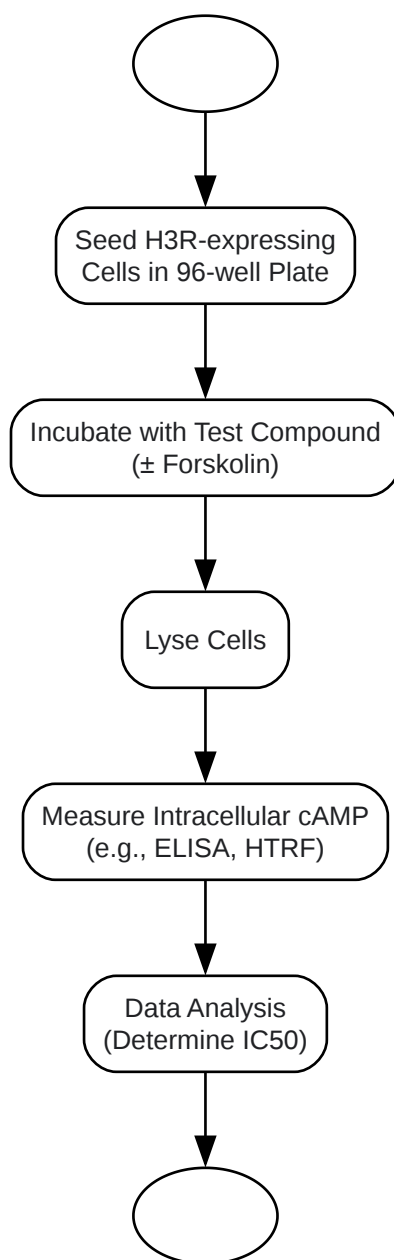 Seed H3R-expressing
Cells in 96-well Plate
Incubate with Test Compound
(± Forskolin)
Lyse Cells
Measure Intracellular cAMP
(e.g., ELISA, HTRF)
Data Analysis
(Determine IC50)